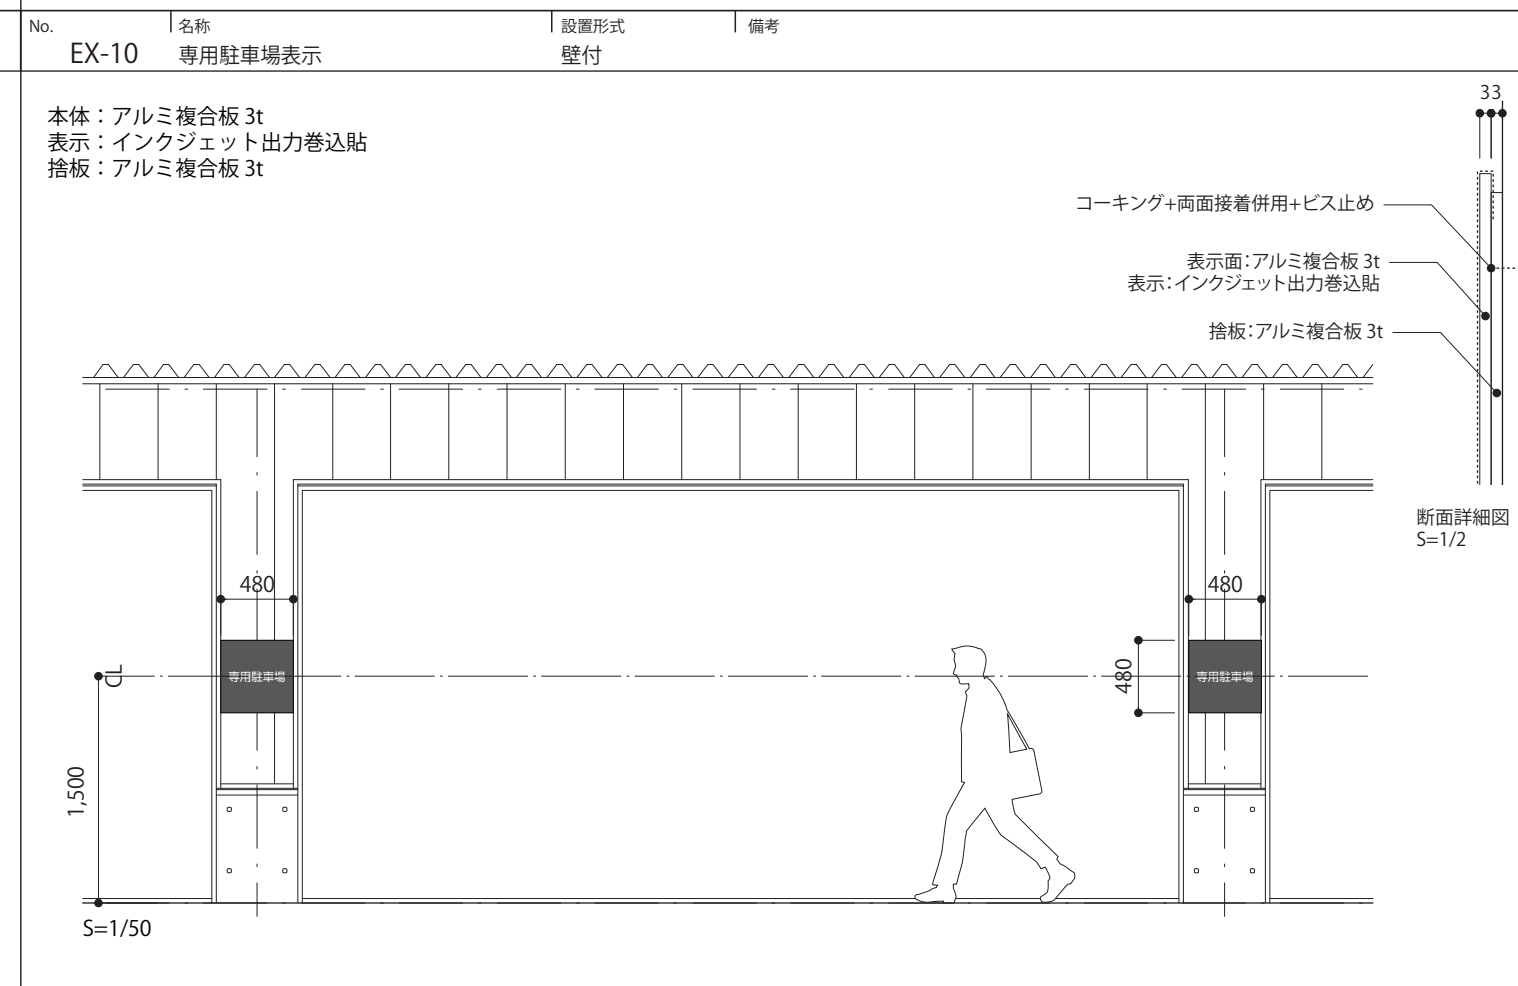 No.
名称
設置形式
備考
EX-10
専用駐車場表示
壁付
本体：アルミ複合板 3t
表示：インクジェット出力巻込貼
捨板：アルミ複合板 3t
33
コーキング+両面接着併用+ビス止め
表示面：アルミ複合板 3t
表示：インクジェット出力巻込貼
捨板：アルミ複合板 3t
断面詳細図
S=1/2
480
480
CL
専用駐車場
480
専用駐車場
1,500
S=1/50